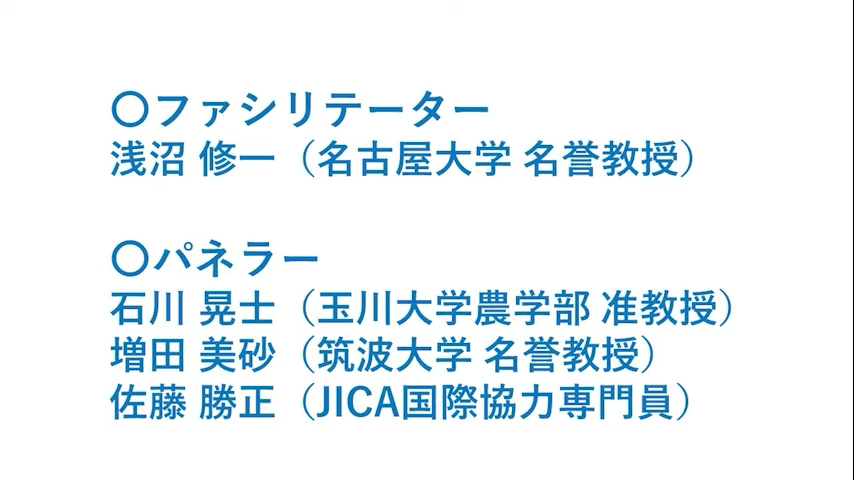 〇ファシリテーター
浅沼 修一（名古屋大学 名誉教授）
〇パネラー
石川 晃士（玉川大学農学部 准教授）
増田 美砂（筑波大学 名誉教授）
佐藤 勝正（JICA国際協力専門員）